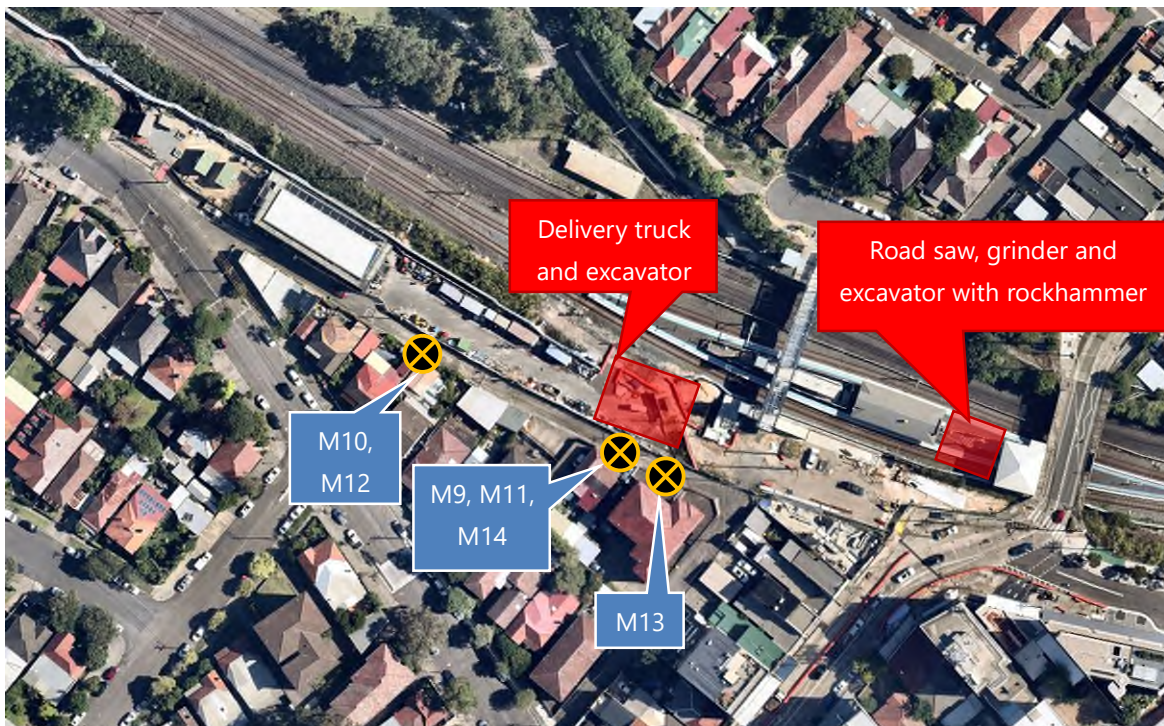 Delivery truck
and excavator
Road saw, grinder and
excavator with rockhammer
M10,
M12
M9, M11,
M14
M13